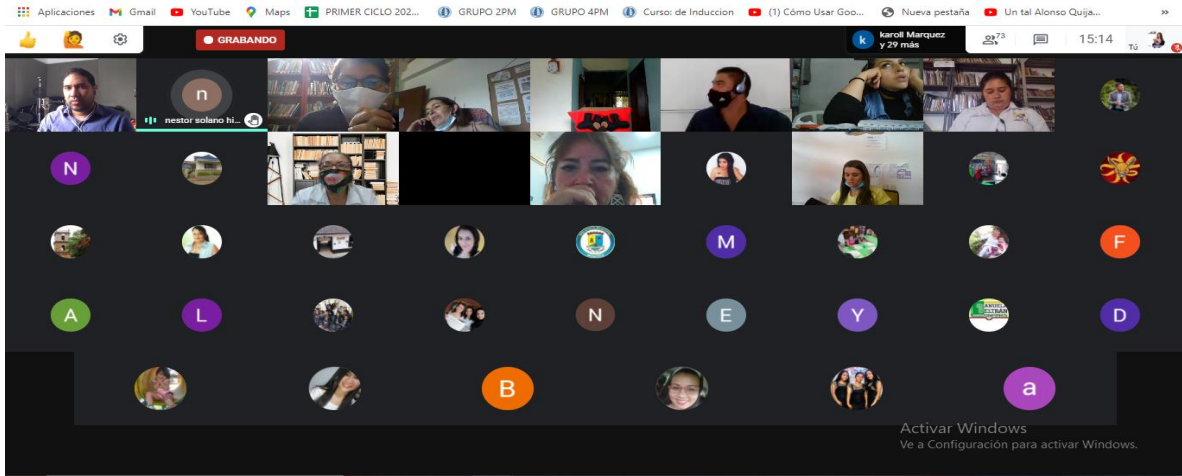 Aplicaciones Gmail YouTube Maps PRIMER CICLO 202... GRUPO 2PM GRUPO 4PM Curso: de Induccion (1) Cómo Usar Goo... Nueva pestaña Un tal Alonso Quija... »
GRABANDO
k karoll Marquez
y 29 más
73
15:14
Tú
n
nestor solano hi...
N
M
F
A
L
N
E
Y
D
B
a
Activar Windows
Ve a Configuración para activar Windows.